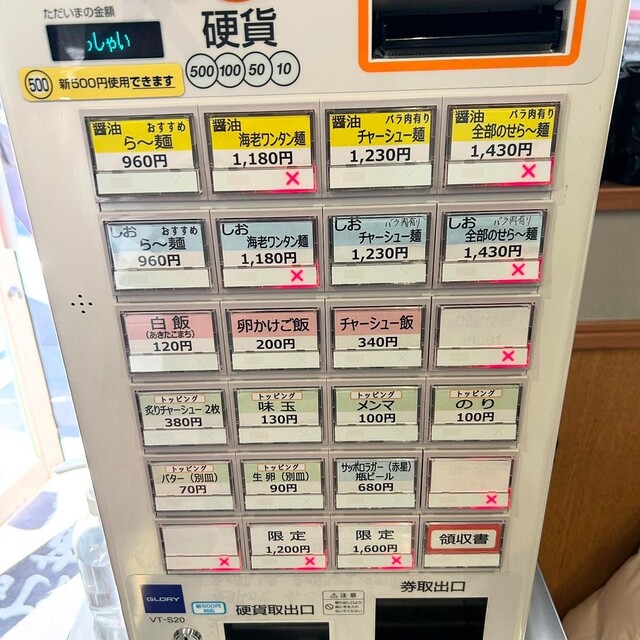 ただいまの金額
っしゃい
硬貨
500 100 50 10
500 新500円使用できます
醤油 おすすめ
ら〜麺
960円
醤油
海老ワンタン麺
1,180円
×
醤油 バラ肉有り
チャーシュー麺
1,230円
醤油 バラ肉有り
全部のせら〜麺
1,430円
×
しお おすすめ
ら〜麺
960円
しお
海老ワンタン麺
1,180円
×
しお バラ肉有り
チャーシュー麺
1,230円
しお バラ肉有り
全部のせら〜麺
1,430円
×
白飯
(あきたこまち)
120円
卵かけご飯
200円
チャーシュー飯
340円
×
トッピング
炙りチャーシュー 2枚
380円
トッピング
味玉
130円
トッピング
メンマ
100円
トッピング
のり
100円
トッピング
バター（別皿）
70円
トッピング
生卵（別皿）
90円
サッポロラガー（赤星）
瓶ビール
680円
×
×
限定
1,200円
×
限定
1,600円
×
領収書
GLORY
VT-S20
新500円
対応
硬貨取出口
注意
券取出口